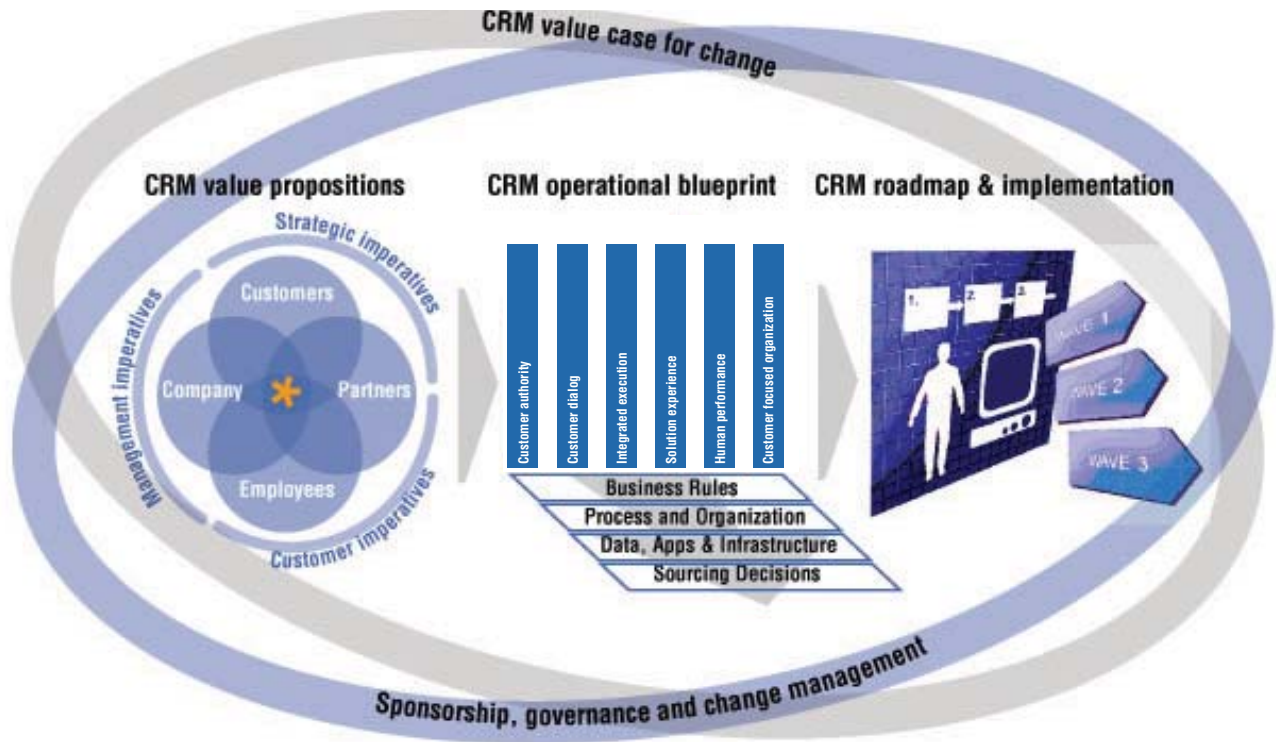 CRM value case for change
CRM value propositions
CRM operational blueprint
CRM roadmap & implementation
Strategic imperatives
Management imperatives
Customer imperatives
Customers
Company
Partners
Employees
Customer authority
Customer dialog
Integrated execution
Solution experience
Human performance
Customer focused organization
Business Rules
Process and Organization
Data, Apps & Infrastructure
Sourcing Decisions
1.
2.
3.
WAVE 1
WAVE 2
WAVE 3
Sponsorship, governance and change management